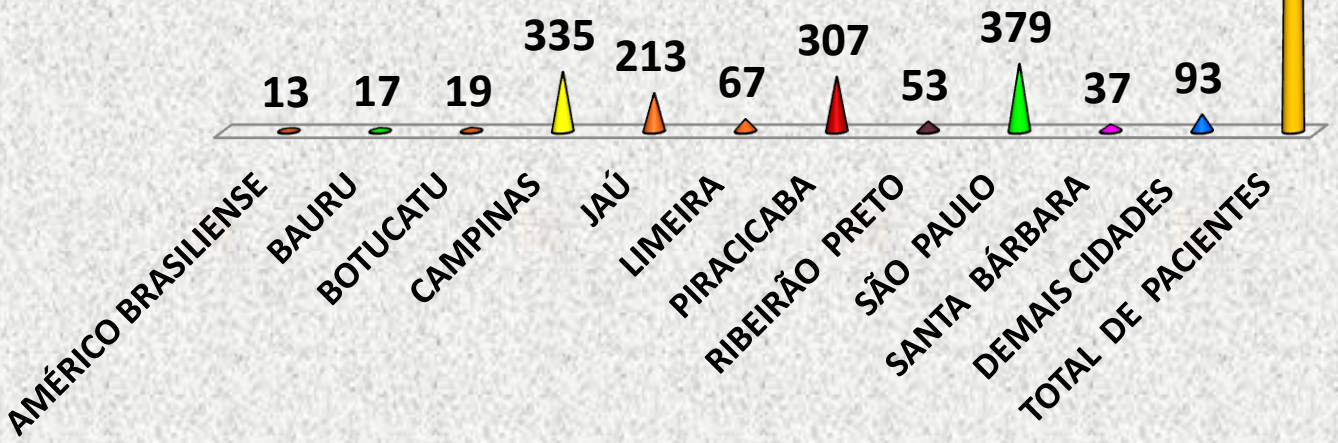 13
17
19
335
213
67
307
53
379
37
93
AMÉRICO BRASILIENSE
BAURU
BOTUCATU
CAMPINAS
JAÚ
LIMEIRA
PIRACICABA
RIBEIRÃO PRETO
SÃO PAULO
SANTA BÁRBARA
DEMAIS CIDADES
TOTAL DE PACIENTES